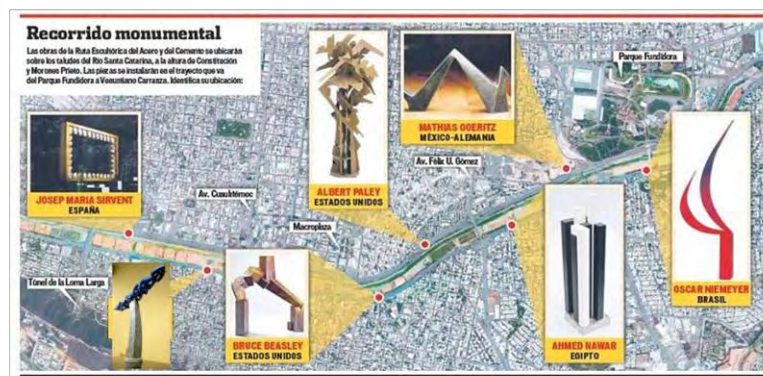 Recorrido monumental
Las obras de la Ruta Escultórica del Acero y del Cemento se ubicarán
sobre los taludes del Río Santa Catarina, a la altura de Constitución
y Morones Prieto. Las piezas se instalarán en el trayecto que va
del Parque Fundidora a Venustiano Carranza. Identifica su ubicación:
Parque Fundidora
MATHIAS GOERITZ
MÉXICO-ALEMANIA
Av. Félix U. Gómez
ALBERT PALEY
ESTADOS UNIDOS
JOSEP MARIA SIRVENT
ESPAÑA
Av. Cuauhtémoc
Macroplaza
Túnel de la Loma Larga
BRUCE BEASLEY
ESTADOS UNIDOS
AHMED NAWAR
EGIPTO
OSCAR NIEMEYER
BRASIL